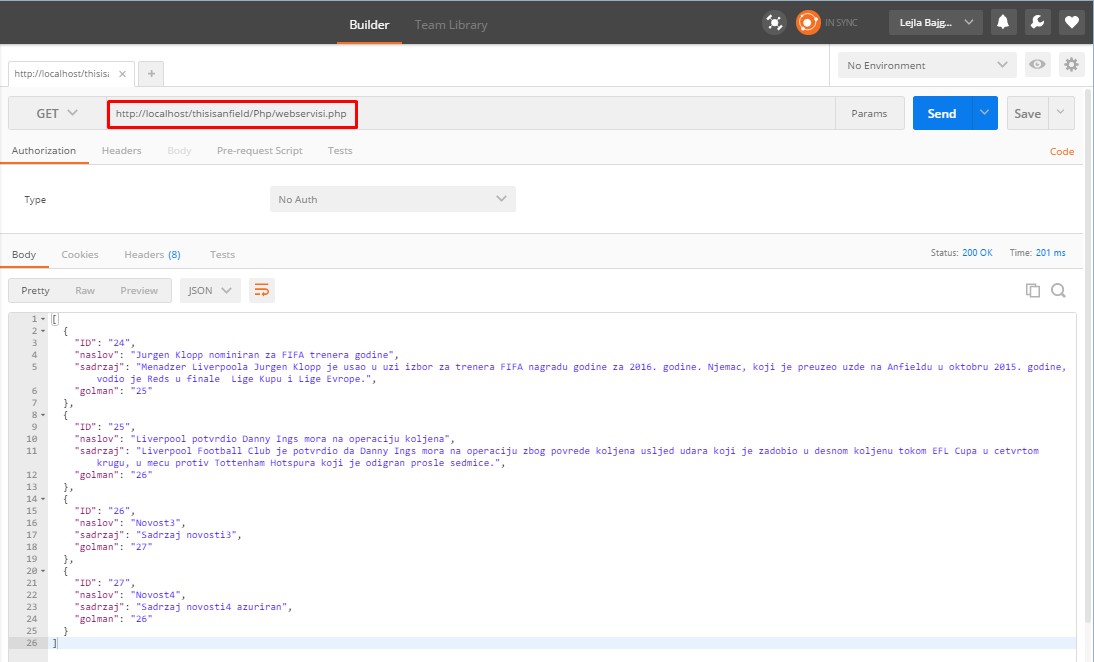 Builder
Team Library
IN SYNC
Lejla Bajg...
http://localhost/thisis
+
No Environment
GET
http://localhost/thisisanfield/Php/webservisi.php
Params
Send
Save
Authorization Headers Body Pre-request Script Tests
Code
Type
No Auth
Body Cookies Headers (8) Tests
Status: 200 OK Time: 201 ms
Pretty Raw Preview
JSON
1 [
2 {
3 "ID": "24",
4 "naslov": "Jurgen Klopp nominiran za FIFA trenera godine",
5 "sadrzaj": "Menadzer Liverpoola Jurgen Klopp je usao u uzi izbor za trenera FIFA nagradu godine za 2016. godine. Njemac, koji je preuzeo uzde na Anfieldu u oktobru 2015. godine,
vodio je Reds u finale  Lige Kupu i Lige Evrope.",
6 "golman": "25"
7 },
8 {
9 "ID": "25",
10 "naslov": "Liverpool potvrdio Danny Ings mora na operaciju koljena",
11 "sadrzaj": "Liverpool Football Club je potvrdio da Danny Ings mora na operaciju zbog povrede koljena usljed udara koji je zadobio u desnom koljenu tokom EFL Cupa u cetvrtom
krugu, u mecu protiv Tottenham Hotspura koji je odigran prosle sedmice.",
12 "golman": "26"
13 },
14 {
15 "ID": "26",
16 "naslov": "Novost3",
17 "sadrzaj": "Sadrzaj novosti3",
18 "golman": "27"
19 },
20 {
21 "ID": "27",
22 "naslov": "Novost4",
23 "sadrzaj": "Sadrzaj novosti4 azuriran",
24 "golman": "26"
25 }
26 ]